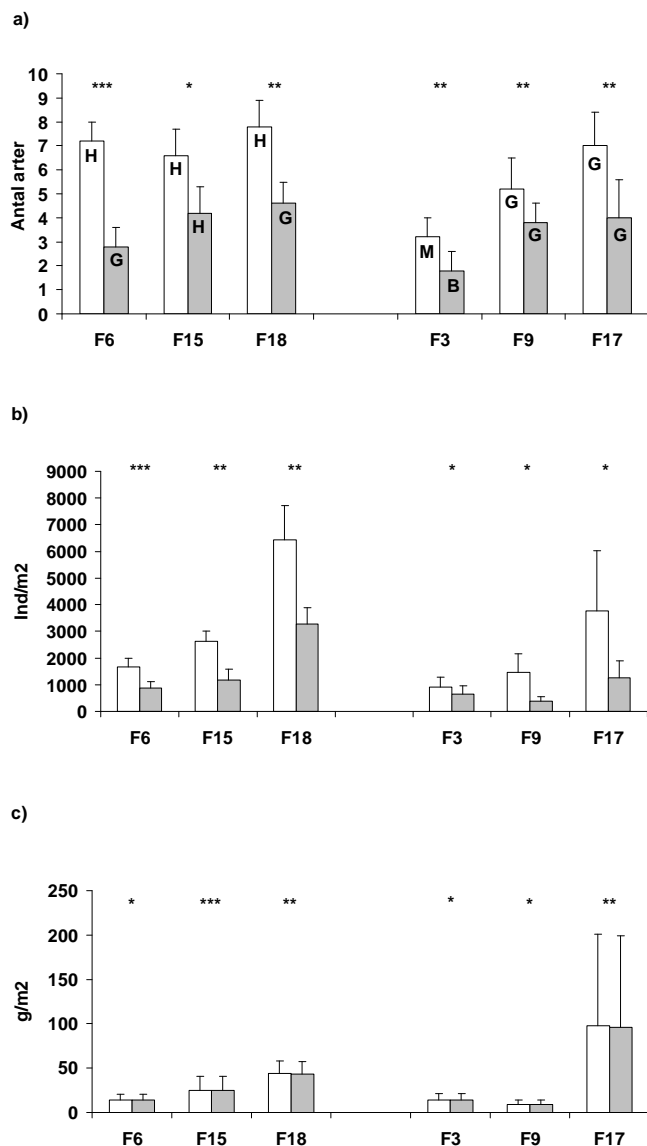 a)
*** * ** ** ** **
10
9
8
7
6
5
4
3
2
1
0
Antal arter
H G H H H G M B G G G G
F6 F15 F18 F3 F9 F17
b)
*** ** ** * * *
9000
8000
7000
6000
5000
4000
3000
2000
1000
0
Ind/m2
F6 F15 F18 F3 F9 F17
c)
* *** ** * * **
250
200
150
100
50
0
g/m2
F6 F15 F18 F3 F9 F17